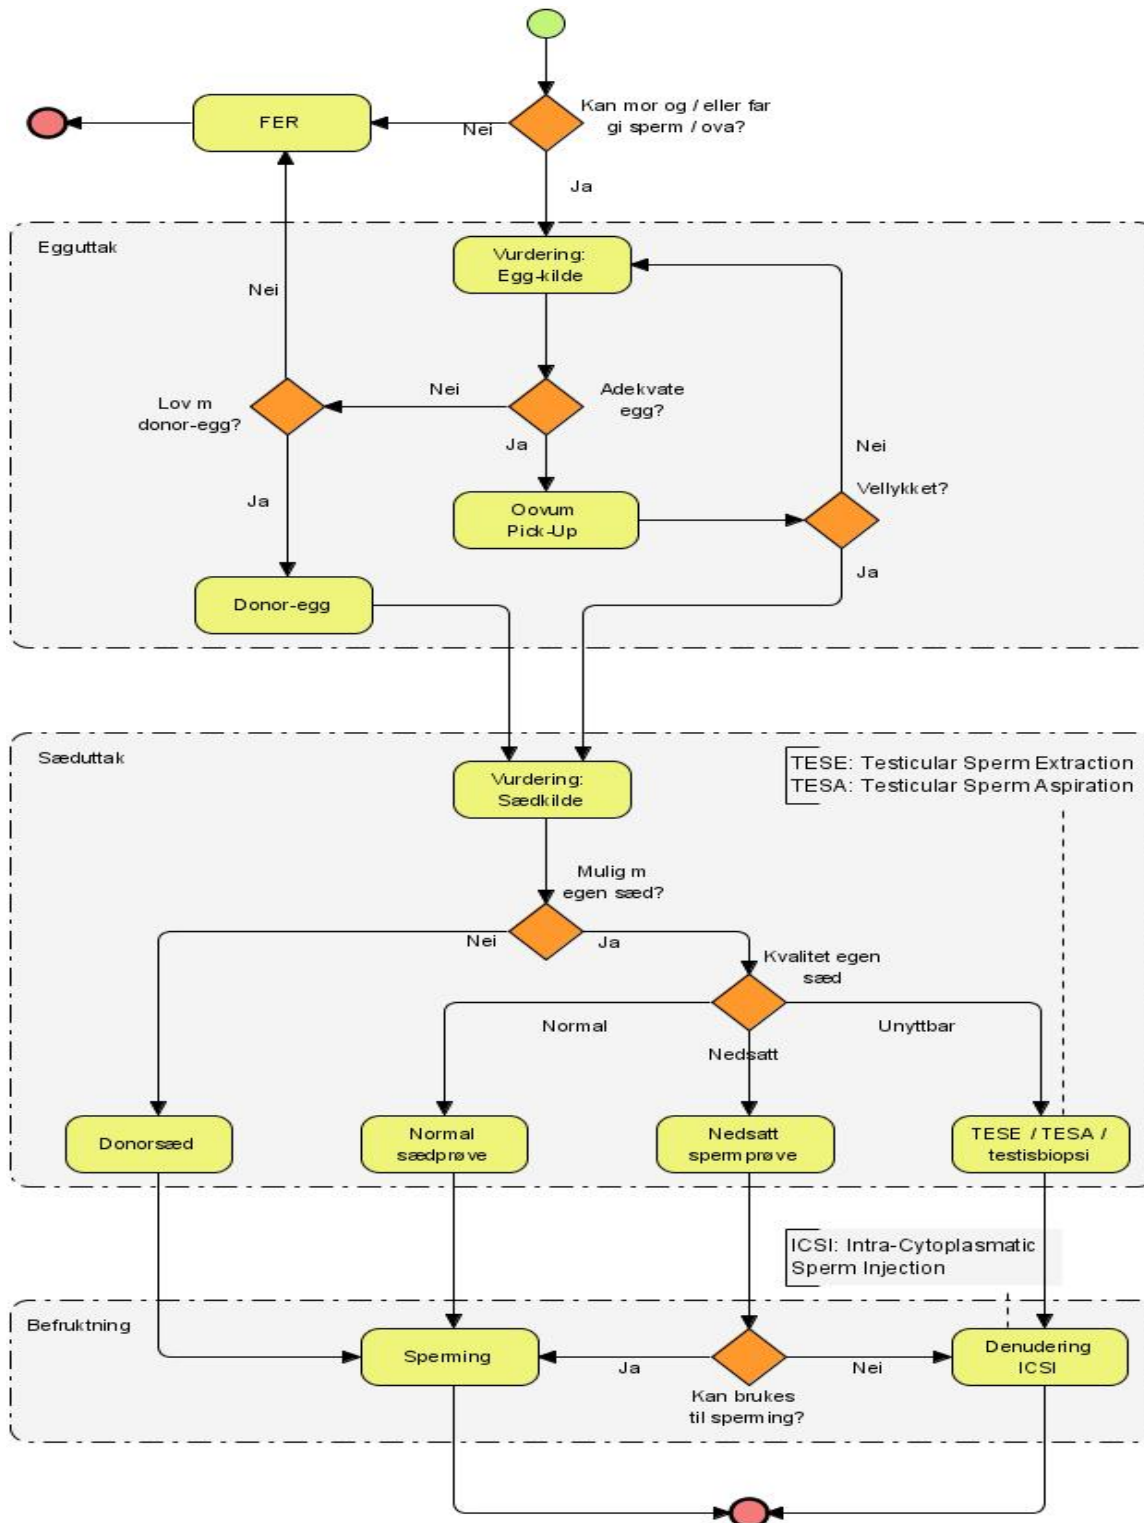 Kan mor og / eller far
gi sperm / ova?
FER
Nei
Ja
Egguttak
Vurdering:
Egg-kilde
Nei
Nei
Adekvate
egg?
Lov m
donor-egg?
Ja
Nei
Ja
Vellykket?
Oovum
Pick-Up
Ja
Donor-egg
Sæduttak
TESE: Testicular Sperm Extraction
TESA: Testicular Sperm Aspiration
Vurdering:
Sædkilde
Mulig m
egen sæd?
Nei
Ja
Kvalitet egen
sæd
Normal
Unyttbar
Nedsatt
Donorsæd
Normal
sædprøve
Nedsatt
spermprøve
TESE / TESA /
testisbiopsi
ICSI: Intra-Cytoplasmatic
Sperm Injection
Befruktning
Sperming
Ja
Nei
Denudering
ICSI
Kan brukes
til sperming?